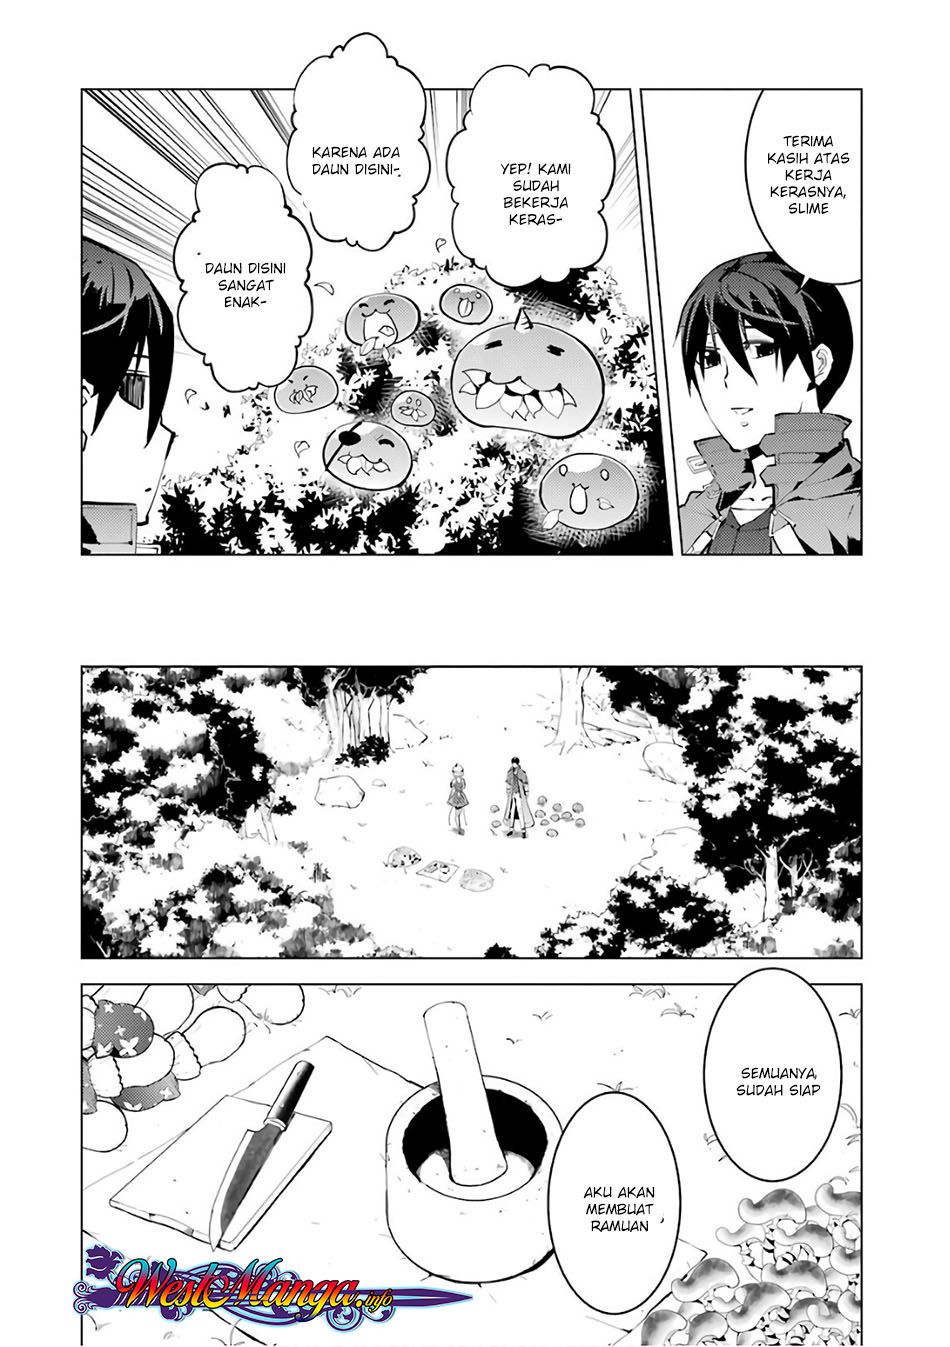 TERIMA
KASIH ATAS
KERJA
KERASNYA,
SLIME
YEP! KAMI
SUDAH
BEKERJA
KERAS~
KARENA ADA
DAUN DISINI~
DAUN DISINI
SANGAT
ENAK~
SEMUANYA,
SUDAH SIAP
AKU AKAN
MEMBUAT
RAMUAN
WestManga.info